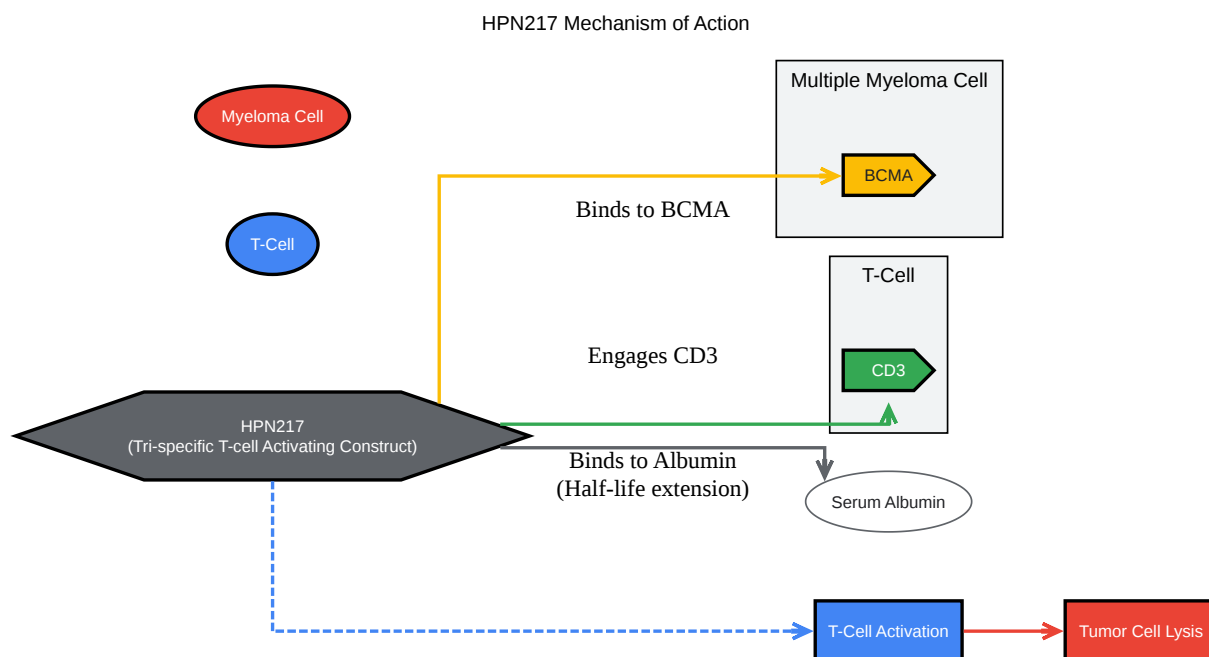 HPN217 Mechanism of Action
Multiple Myeloma Cell
Myeloma Cell
BCMA
Binds to BCMA
T-Cell
T-Cell
Engages CD3
CD3
HPN217
(Tri-specific T-cell Activating Construct)
Binds to Albumin
(Half-life extension)
Serum Albumin
T-Cell Activation
Tumor Cell Lysis